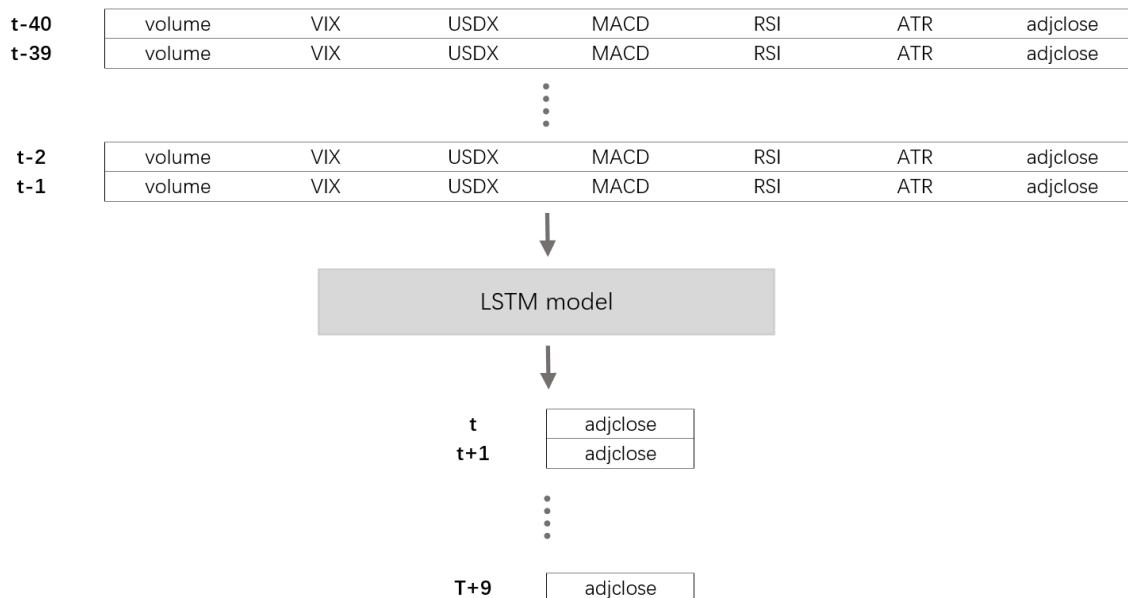 t-40 volume VIX USDX MACD RSI ATR adjclose
t-39 volume VIX USDX MACD RSI ATR adjclose
t-2 volume VIX USDX MACD RSI ATR adjclose
t-1 volume VIX USDX MACD RSI ATR adjclose
LSTM model
t adjclose
t+1 adjclose
T+9 adjclose